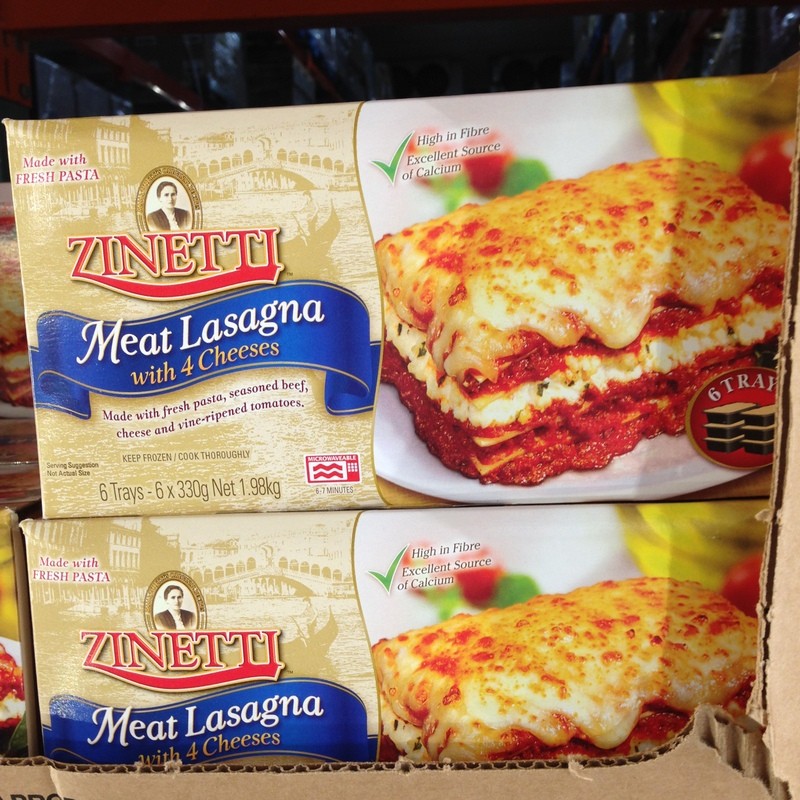 Made with
FRESH PASTA
ZINETTI
Meat Lasagna
with 4 Cheeses
Made with fresh pasta, seasoned beef,
cheese and vine-ripened tomatoes.
KEEP FROZEN / COOK THOROUGHLY
Serving Suggestion
Not Actual Size
6 Trays - 6 x 330g Net 1.98kg
MICROWAVEABLE
6-7 MINUTES
High in Fibre
Excellent Source
of Calcium
6 TRAY
Made with
FRESH PASTA
ZINETTI
Meat Lasagna
with 4 Cheeses
High in Fibre
Excellent Source
of Calcium